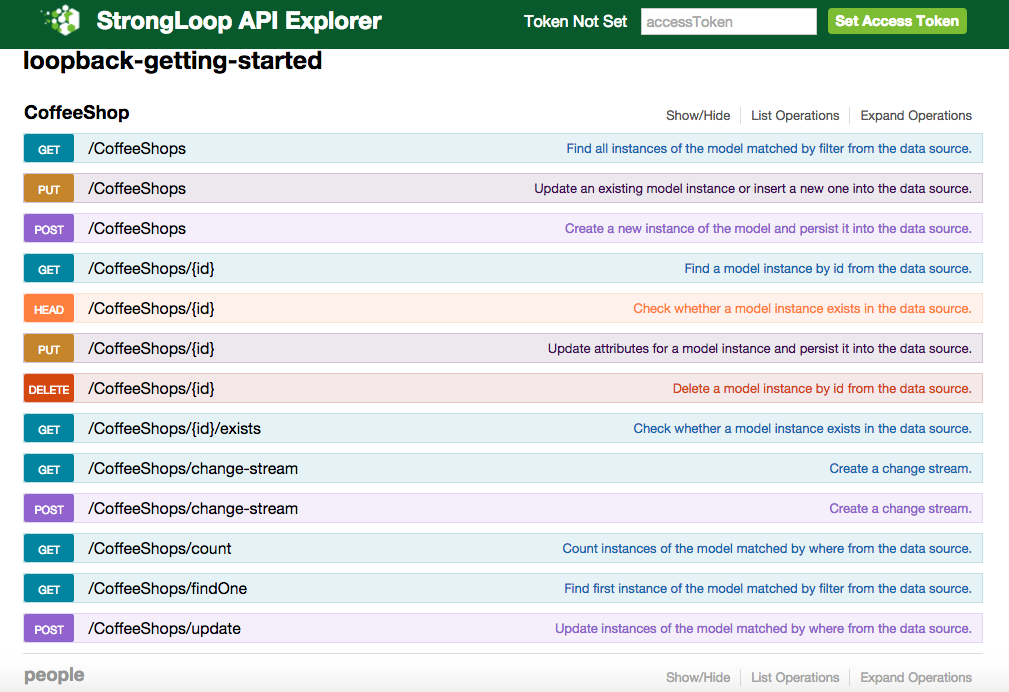 StrongLoop API Explorer Token Not Set accessToken Set Access Token
loopback-getting-started
CoffeeShop Show/Hide List Operations Expand Operations
GET /CoffeeShops Find all instances of the model matched by filter from the data source.
PUT /CoffeeShops Update an existing model instance or insert a new one into the data source.
POST /CoffeeShops Create a new instance of the model and persist it into the data source.
GET /CoffeeShops/{id} Find a model instance by id from the data source.
HEAD /CoffeeShops/{id} Check whether a model instance exists in the data source.
PUT /CoffeeShops/{id} Update attributes for a model instance and persist it into the data source.
DELETE /CoffeeShops/{id} Delete a model instance by id from the data source.
GET /CoffeeShops/{id}/exists Check whether a model instance exists in the data source.
GET /CoffeeShops/change-stream Create a change stream.
POST /CoffeeShops/change-stream Create a change stream.
GET /CoffeeShops/count Count instances of the model matched by where from the data source.
GET /CoffeeShops/findOne Find first instance of the model matched by filter from the data source.
POST /CoffeeShops/update Update instances of the model matched by where from the data source.
people Show/Hide List Operations Expand Operations